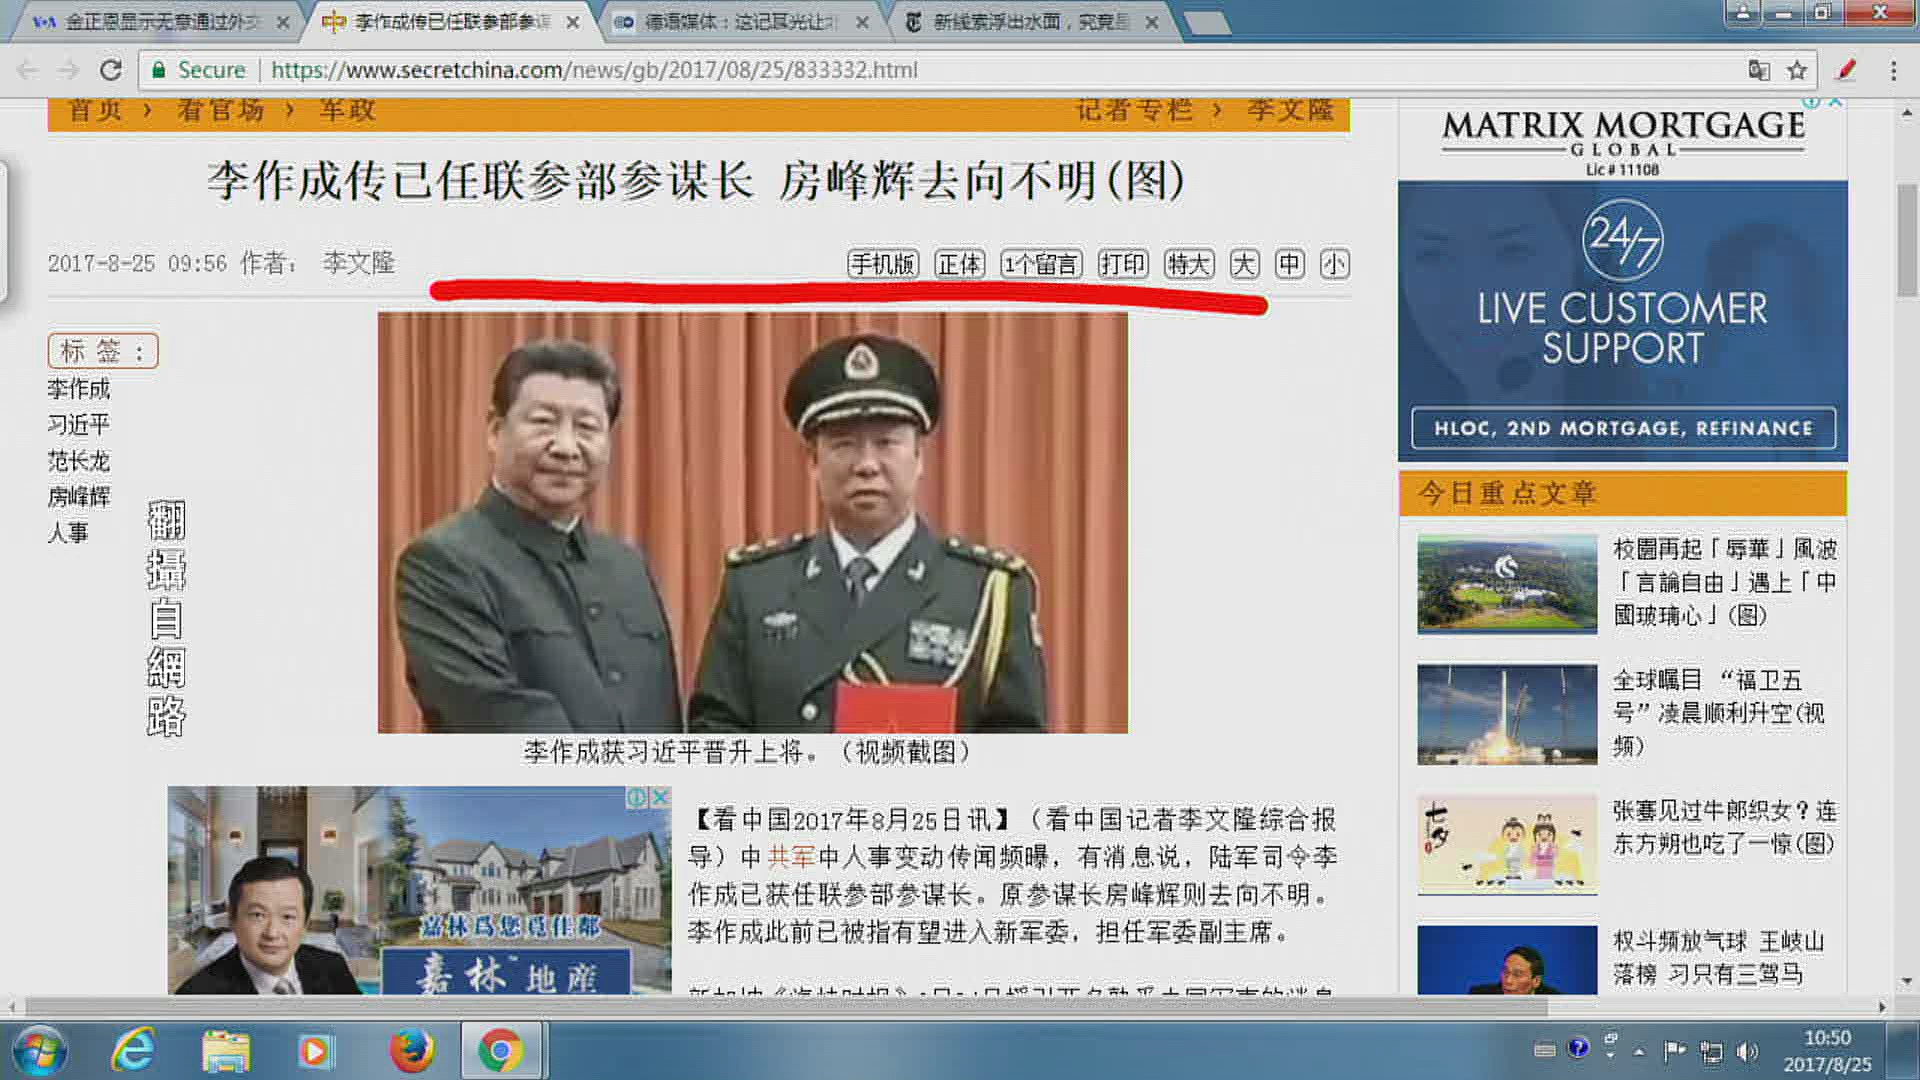 金正恩显示无意通过外交
李作成传已任联参部参谋
德语媒体：这记耳光让北
新线索浮出水面，究竟是
Secure
https://www.secretchina.com/news/gb/2017/08/25/833332.html
首页 › 看官场 › 军政
记者专栏 › 李文隆
李作成传已任联参部参谋长 房峰辉去向不明(图)
2017-8-25 09:56 作者： 李文隆
手机版 正体 1个留言 打印 特大 大 中 小
标签：
李作成
习近平
范长龙
房峰辉
人事
翻攝自網路
李作成获习近平晋升上将。（视频截图）
嘉林爲您覓佳邸
嘉林™地産
【看中国2017年8月25日讯】（看中国记者李文隆综合报
导）中共军中人事变动传闻频曝，有消息说，陆军司令李
作成已获任联参部参谋长。原参谋长房峰辉则去向不明。
李作成此前已被指有望进入新军委，担任军委副主席。
MATRIX MORTGAGE
GLOBAL
Lic # 11108
24/7
LIVE CUSTOMER
SUPPORT
HLOC, 2ND MORTGAGE, REFINANCE
今日重点文章
校園再起「辱華」風波
「言論自由」遇上「中
國玻璃心」(图)
全球瞩目 “福卫五
号”凌晨顺利升空(视
频)
七夕
张骞见过牛郎织女？连
东方朔也吃了一惊(图)
权斗频放气球 王岐山
落榜 习只有三驾马
10:50
2017/8/25